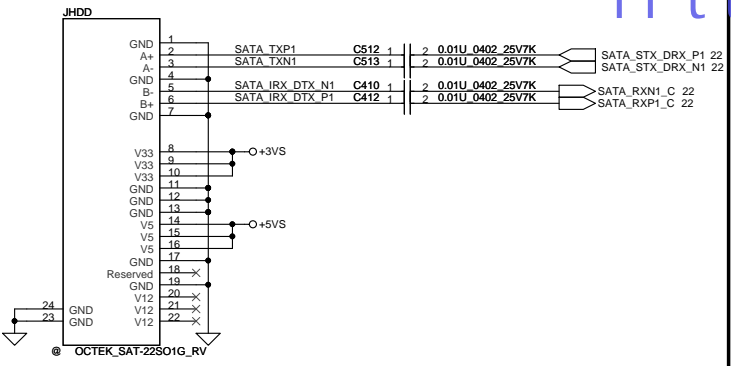 JHDD
GND 1
A+ 2 SATA_TXP1 C512 1 2 0.01U_0402_25V7K SATA_STX_DRX_P1 22
A- 3 SATA_TXN1 C513 1 2 0.01U_0402_25V7K SATA_STX_DRX_N1 22
GND 4
B- 5 SATA_IRX_DTX_N1 C410 1 2 0.01U_0402_25V7K SATA_RXN1_C 22
B+ 6 SATA_IRX_DTX_P1 C412 1 2 0.01U_0402_25V7K SATA_RXP1_C 22
GND 7
V33 8 +3VS
V33 9
V33 10
GND 11
GND 12
GND 13
V5 14 +5VS
V5 15
V5 16
GND 17
Reserved 18
GND 19
V12 20
24 GND V12 21
23 GND V12 22
@ OCTEK_SAT-22SO1G_RV